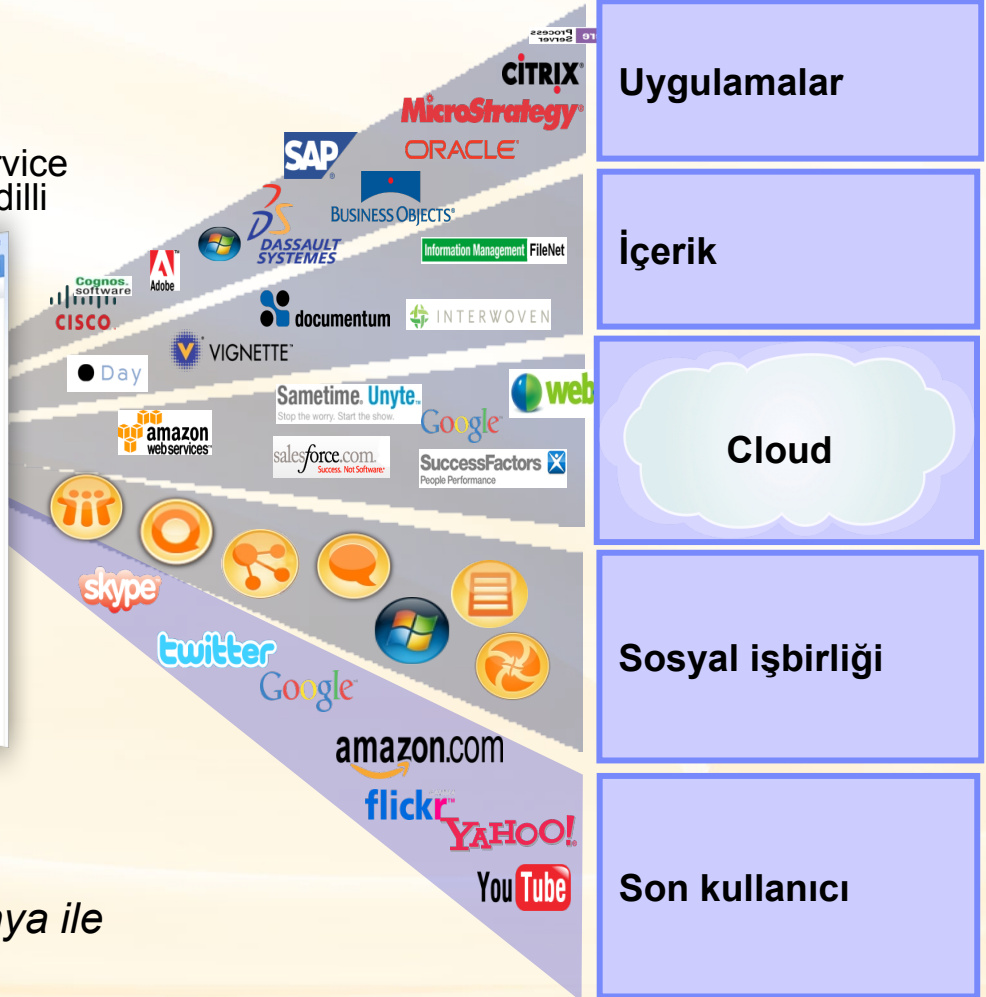 Process
Server
CITRIX
Uygulamalar
MicroStrategy
ORACLE
SAP
BUSINESS OBJECTS
DASSAULT
SYSTEMES
Adobe
Cognos.
software
CISCO
İçerik
Information Management FileNet
documentum
INTERWOVEN
VIGNETTE
Day
Cloud
Sametime. Unyte.
Stop the worry. Start the show.
Google
web
amazon
webservices
salesforce.com
Success. Not Software.
SuccessFactors
People Performance
Sosyal işbirliği
skype
twitter
Google
amazon.com
flickr
YAHOO!
YouTube
Son kullanıcı
ya ile